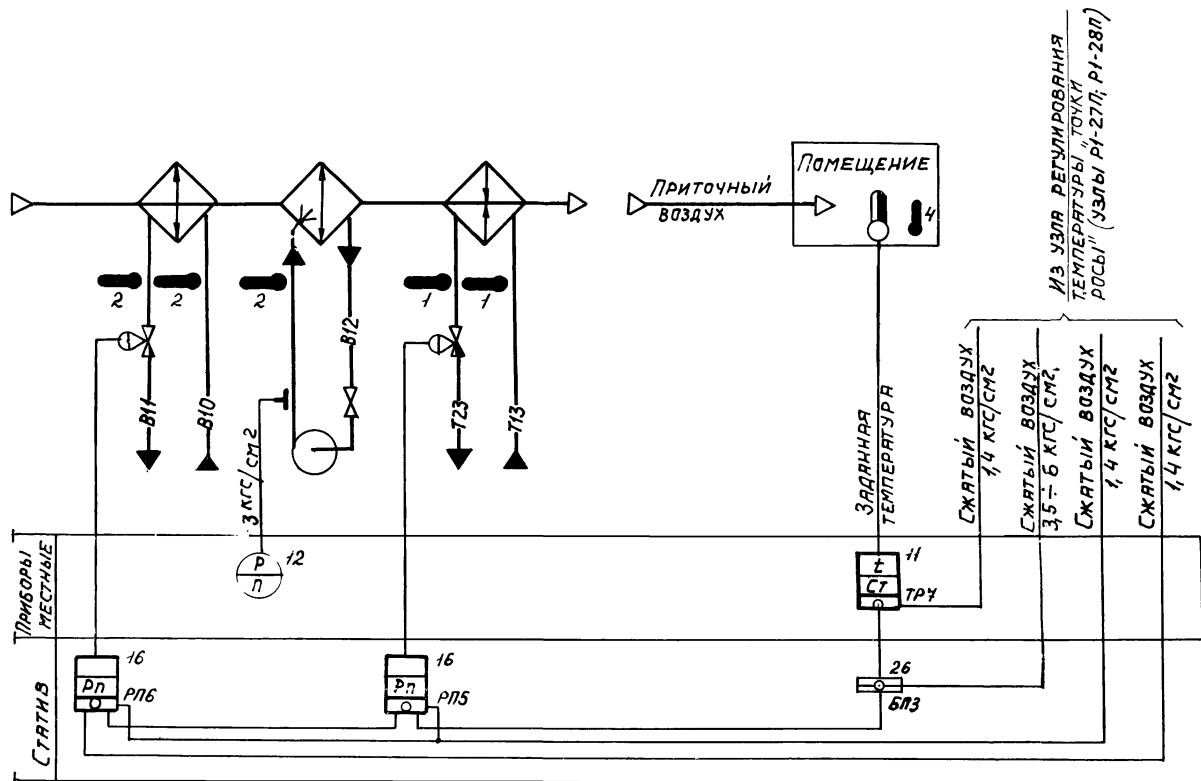 Из узла регулирования
температуры "точки
росы" (узлы Р1-27П; Р1-28П)
Помещение
4
Приточный
воздух
2
2
2
1
1
В11
В10
В12
Т23
Т13
3 кгс/см2
Заданная
температура
Сжатый воздух
1,4 кгс/см2
Сжатый воздух
3,5÷6 кгс/см2,
Сжатый воздух
1,4 кгс/см2
Сжатый воздух
1,4 кгс/см2
Приборы
местные
Р
П
12
t
Ст
11
ТР7
Статив
16
Рп
РП6
16
Рп
РП5
26
БПЗ